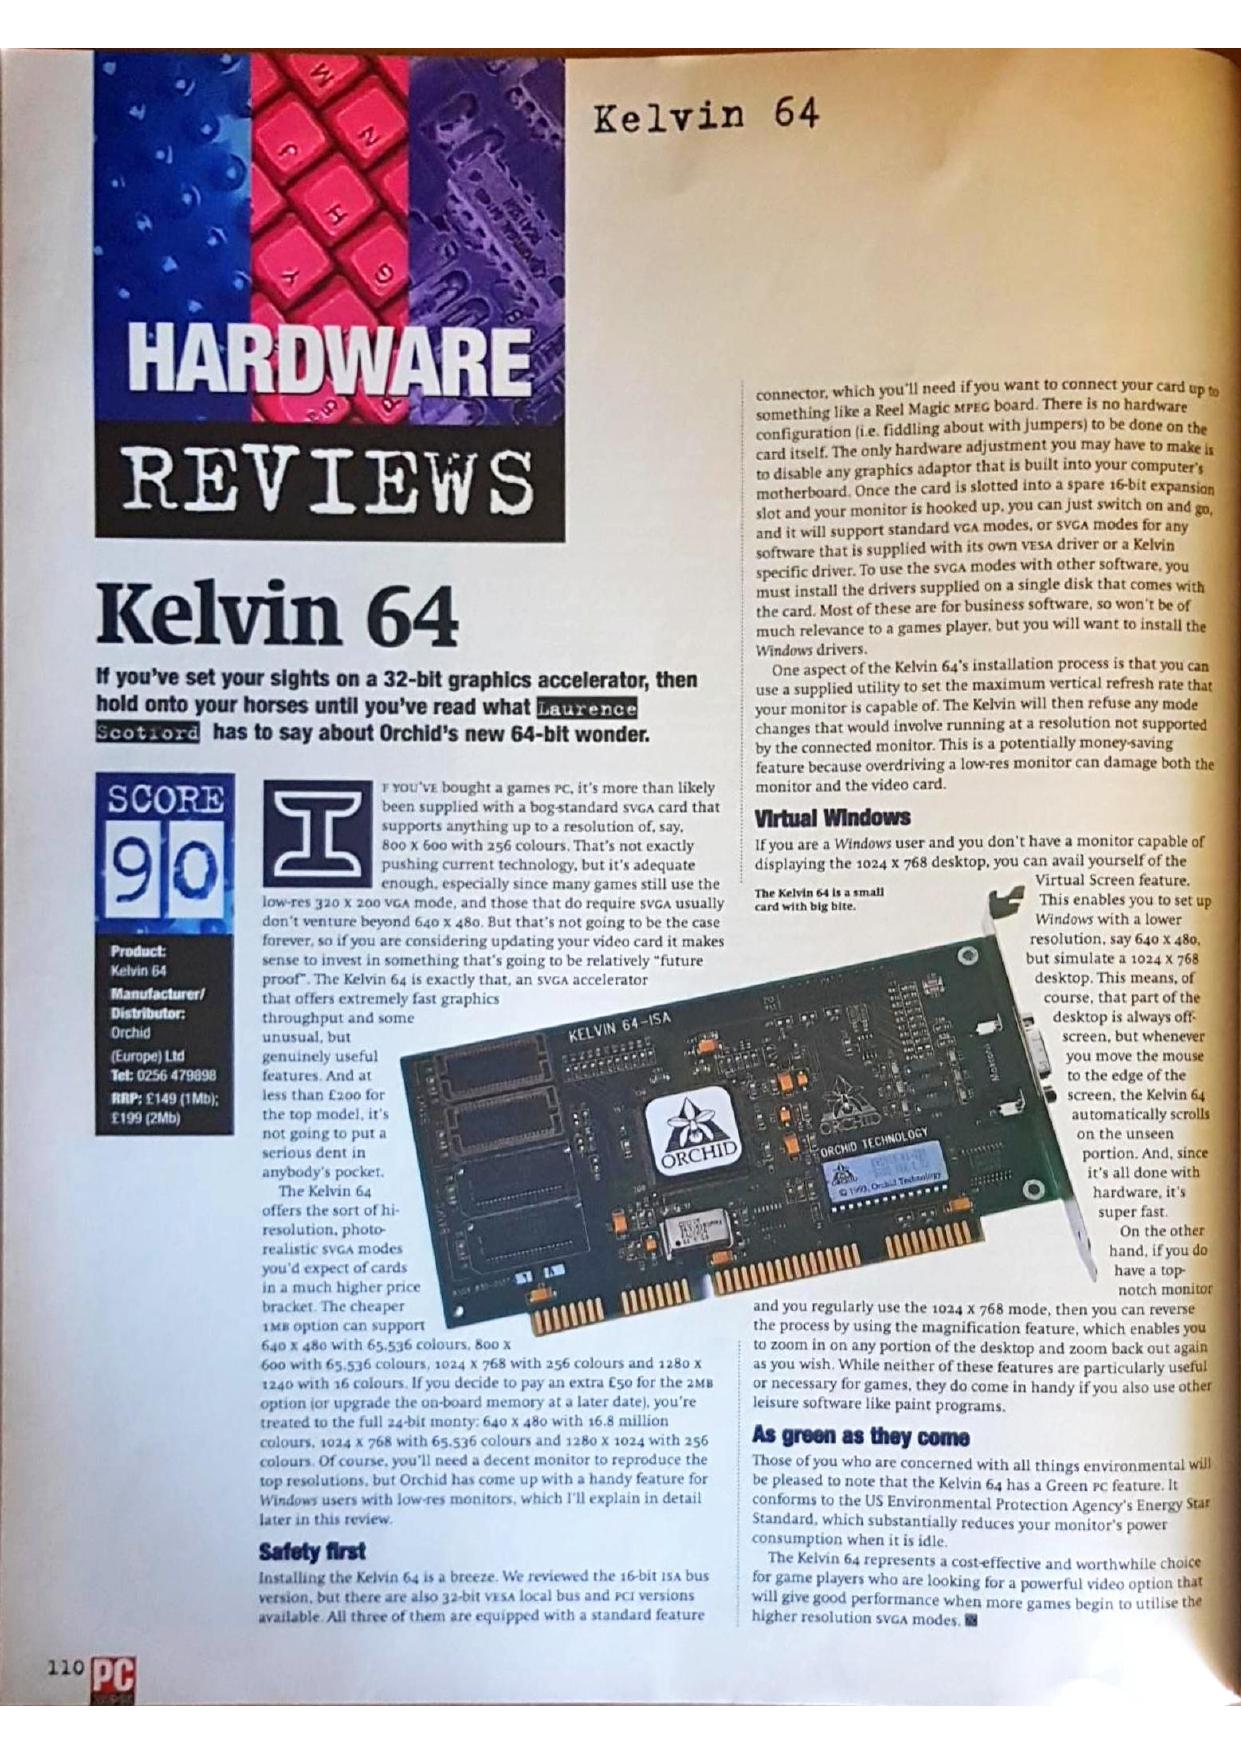 Kelvin 64
HARDWARE
REVIEWS
Kelvin 64
If you've set your sights on a 32-bit graphics accelerator, then
hold onto your horses until you've read what Laurence
Scotford has to say about Orchid's new 64-bit wonder.
SCORE
90
Product:
Kelvin 64
Manufacturer/
Distributor:
Orchid
(Europe) Ltd
Tel: 0256 479898
RRP: £149 (1Mb);
£199 (2Mb)
IF YOU'VE bought a games PC, it's more than likely
been supplied with a bog-standard SVGA card that
supports anything up to a resolution of, say,
800 x 600 with 256 colours. That's not exactly
pushing current technology, but it's adequate
enough, especially since many games still use the
low-res 320 x 200 VGA mode, and those that do require SVGA usually
don't venture beyond 640 x 480. But that's not going to be the case
forever, so if you are considering updating your video card it makes
sense to invest in something that's going to be relatively "future
proof". The Kelvin 64 is exactly that, an SVGA accelerator
that offers extremely fast graphics
throughput and some
unusual, but
genuinely useful
features. And at
less than £200 for
the top model, it's
not going to put a
serious dent in
anybody's pocket.
The Kelvin 64
offers the sort of hi-
resolution, photo-
realistic SVGA modes
you'd expect of cards
in a much higher price
bracket. The cheaper
1MB option can support
640 x 480 with 65,536 colours, 800 x
600 with 65,536 colours, 1024 x 768 with 256 colours and 1280 x
1240 with 16 colours. If you decide to pay an extra £50 for the 2MB
option (or upgrade the on-board memory at a later date), you're
treated to the full 24-bit monty: 640 x 480 with 16.8 million
colours, 1024 x 768 with 65,536 colours and 1280 x 1024 with 256
colours. Of course, you'll need a decent monitor to reproduce the
top resolutions, but Orchid has come up with a handy feature for
Windows users with low-res monitors, which I'll explain in detail
later in this review.
Safety first
Installing the Kelvin 64 is a breeze. We reviewed the 16-bit ISA bus
version, but there are also 32-bit VESA local bus and PCI versions
available. All three of them are equipped with a standard feature
connector, which you'll need if you want to connect your card up to
something like a Reel Magic MPEG board. There is no hardware
configuration (i.e. fiddling about with jumpers) to be done on the
card itself. The only hardware adjustment you may have to make is
to disable any graphics adaptor that is built into your computer's
motherboard. Once the card is slotted into a spare 16-bit expansion
slot and your monitor is hooked up, you can just switch on and go,
and it will support standard VGA modes, or SVGA modes for any
software that is supplied with its own VESA driver or a Kelvin
specific driver. To use the SVGA modes with other software, you
must install the drivers supplied on a single disk that comes with
the card. Most of these are for business software, so won't be of
much relevance to a games player, but you will want to install the
Windows drivers.
One aspect of the Kelvin 64's installation process is that you can
use a supplied utility to set the maximum vertical refresh rate that
your monitor is capable of. The Kelvin will then refuse any mode
changes that would involve running at a resolution not supported
by the connected monitor. This is a potentially money-saving
feature because overdriving a low-res monitor can damage both the
monitor and the video card.
Virtual Windows
If you are a Windows user and you don't have a monitor capable of
displaying the 1024 x 768 desktop, you can avail yourself of the
Virtual Screen feature.
This enables you to set up
Windows with a lower
resolution, say 640 x 480,
but simulate a 1024 x 768
desktop. This means, of
course, that part of the
desktop is always off-
screen, but whenever
you move the mouse
to the edge of the
screen, the Kelvin 64
automatically scrolls
on the unseen
portion. And, since
it's all done with
hardware, it's
super fast.
On the other
hand, if you do
have a top-
notch monitor
and you regularly use the 1024 x 768 mode, then you can reverse
the process by using the magnification feature, which enables you
to zoom in on any portion of the desktop and zoom back out again
as you wish. While neither of these features are particularly useful
or necessary for games, they do come in handy if you also use other
leisure software like paint programs.
As green as they come
Those of you who are concerned with all things environmental will
be pleased to note that the Kelvin 64 has a Green PC feature. It
conforms to the US Environmental Protection Agency's Energy Star
Standard, which substantially reduces your monitor's power
consumption when it is idle.
The Kelvin 64 represents a cost-effective and worthwhile choice
for game players who are looking for a powerful video option that
will give good performance when more games begin to utilise the
higher resolution SVGA modes.
The Kelvin 64 is a small
card with big bite.
KELVIN 64-ISA
ORCHID
ORCHID TECHNOLOGY
© 1993, Orchid Technology
110 PC